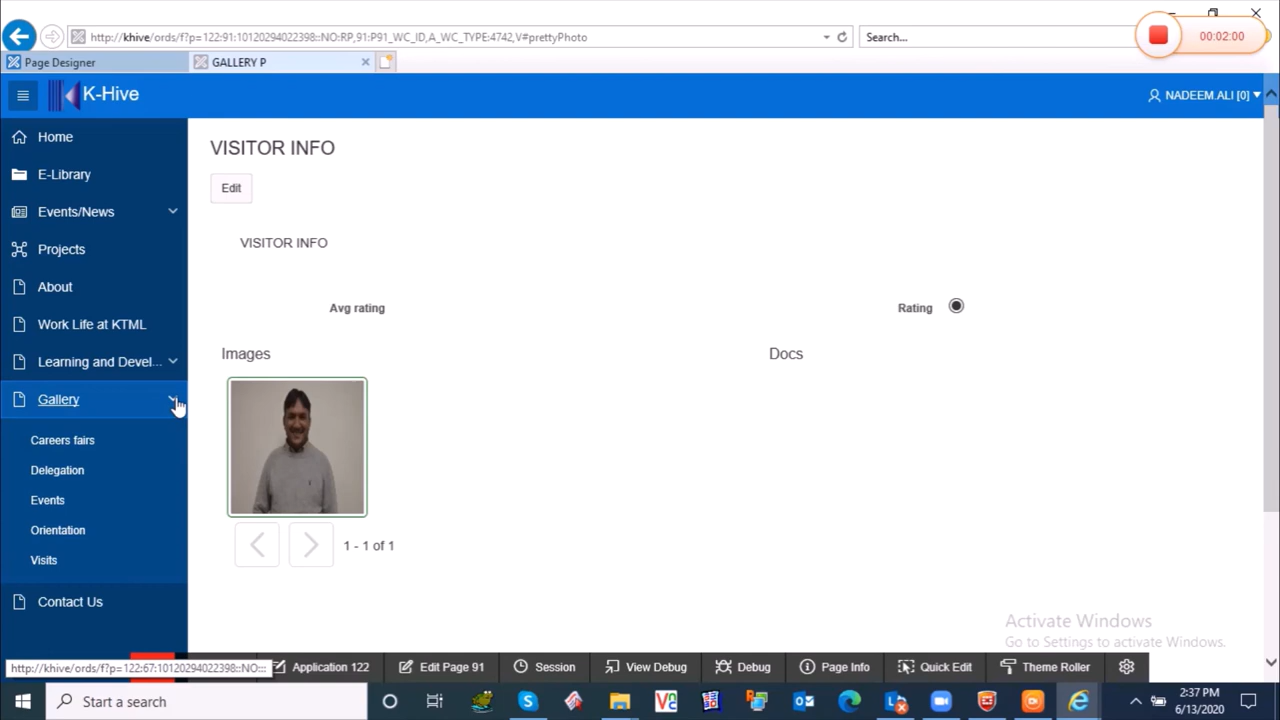 http://khive/ords/f?p=122:91:10120294022398::NO:RP,91:P91_WC_ID,A_WC_TYPE:4742,V#prettyPhoto
Search...
00:02:00
Page Designer
GALLERY P
K-Hive
NADEEM.ALI [0]
Home
E-Library
Events/News
Projects
About
Work Life at KTML
Learning and Devel...
Gallery
Careers fairs
Delegation
Events
Orientation
Visits
Contact Us
VISITOR INFO
Edit
VISITOR INFO
Avg rating
Rating
Images
Docs
1 - 1 of 1
Activate Windows
Go to Settings to activate Windows.
http://khive/ords/f?p=122:67:10120294022398::NO:::
Application 122
Edit Page 91
Session
View Debug
Debug
Page Info
Quick Edit
Theme Roller
Start a search
2:37 PM
6/13/2020